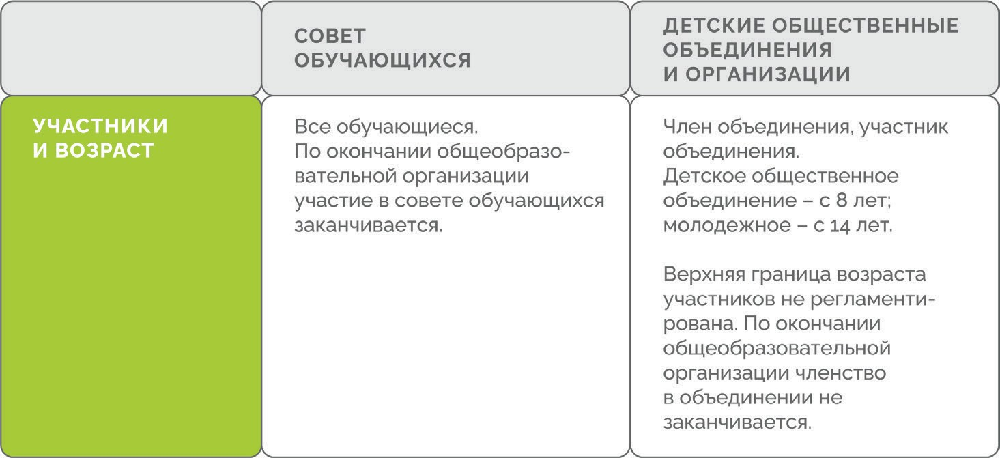 СОВЕТ
ОБУЧАЮЩИХСЯ
ДЕТСКИЕ ОБЩЕСТВЕННЫЕ
ОБЪЕДИНЕНИЯ
И ОРГАНИЗАЦИИ
УЧАСТНИКИ
И ВОЗРАСТ
Все обучающиеся.
По окончании общеобразо-
вательной организации
участие в совете обучающихся
заканчивается.
Член объединения, участник
объединения.
Детское общественное
объединение – с 8 лет;
молодежное – с 14 лет.
Верхняя граница возраста
участников не регламенти-
рована. По окончании
общеобразовательной
организации членство
в объединении не
заканчивается.